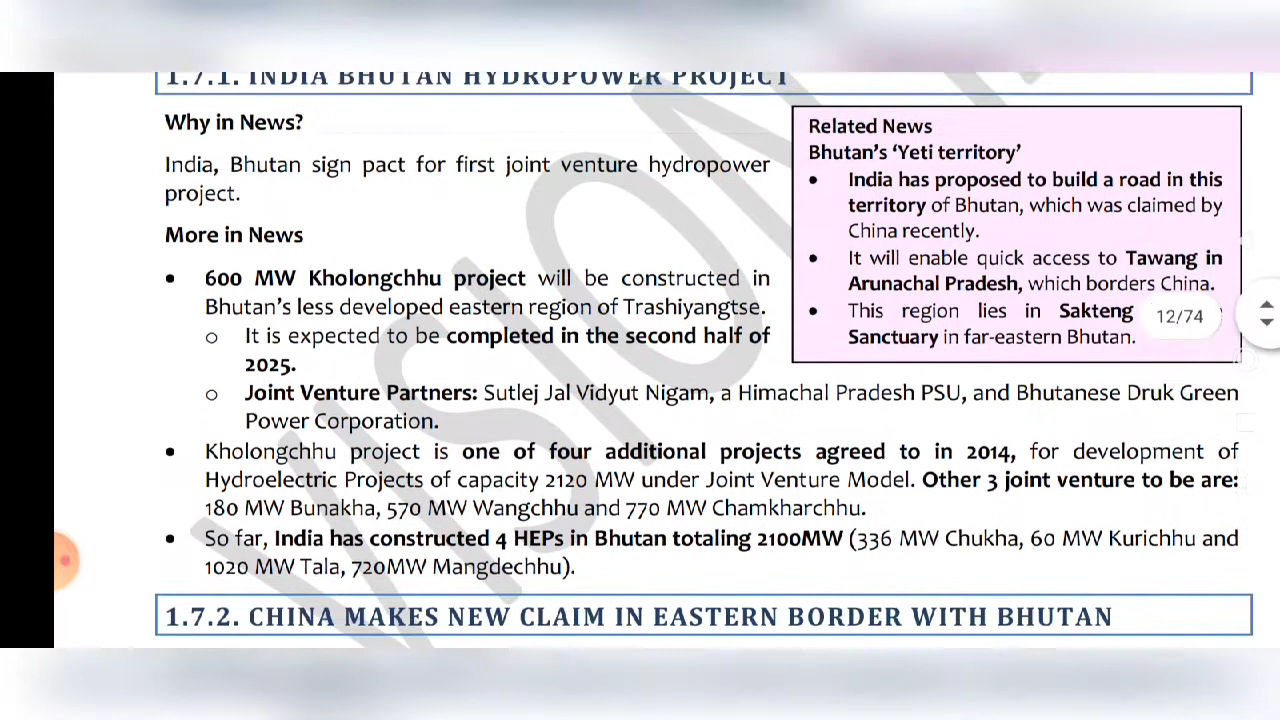 1.7.1. INDIA BHUTAN HYDROPOWER PROJECT
Why in News?
India, Bhutan sign pact for first joint venture hydropower
project.
More in News
• 600 MW Kholongchhu project will be constructed in
Bhutan's less developed eastern region of Trashiyangtse.
o It is expected to be completed in the second half of
2025.
o Joint Venture Partners: Sutlej Jal Vidyut Nigam, a Himachal Pradesh PSU, and Bhutanese Druk Green
Power Corporation.
• Kholongchhu project is one of four additional projects agreed to in 2014, for development of
Hydroelectric Projects of capacity 2120 MW under Joint Venture Model. Other 3 joint venture to be are:
180 MW Bunakha, 570 MW Wangchhu and 770 MW Chamkharchhu.
• So far, India has constructed 4 HEPs in Bhutan totaling 2100MW (336 MW Chukha, 60 MW Kurichhu and
1020 MW Tala, 720MW Mangdechhu).
Related News
Bhutan's 'Yeti territory'
• India has proposed to build a road in this
territory of Bhutan, which was claimed by
China recently.
• It will enable quick access to Tawang in
Arunachal Pradesh, which borders China.
• This region lies in Sakteng
Sanctuary in far-eastern Bhutan.
12/74
1.7.2. CHINA MAKES NEW CLAIM IN EASTERN BORDER WITH BHUTAN
VISION